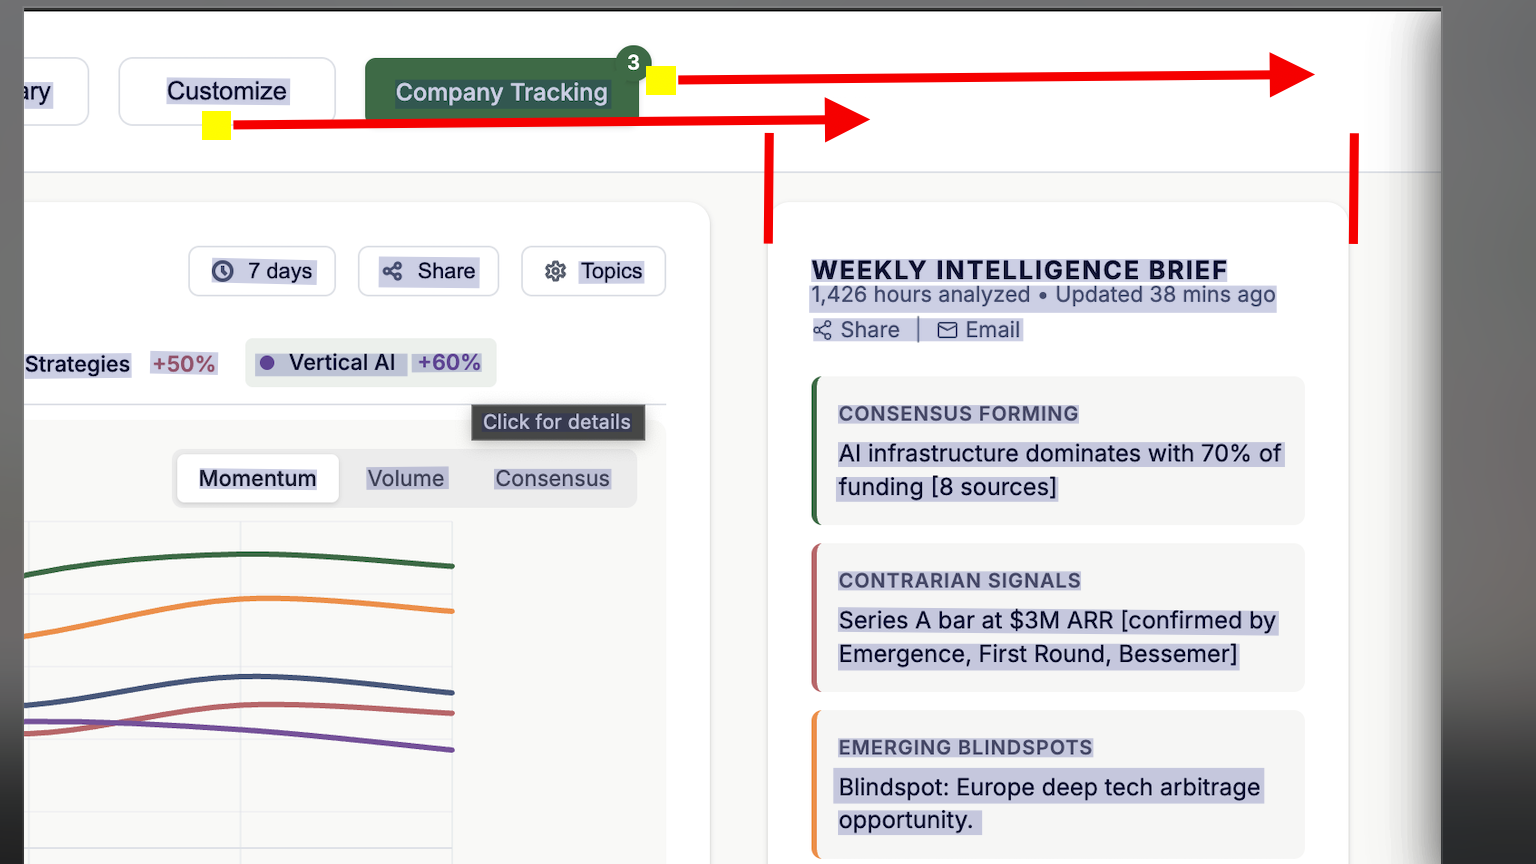 ary
Customize
Company Tracking
3
7 days
Share
Topics
Strategies +50%
Vertical AI +60%
Click for details
Momentum
Volume
Consensus
WEEKLY INTELLIGENCE BRIEF
1,426 hours analyzed • Updated 38 mins ago
Share | Email
CONSENSUS FORMING
AI infrastructure dominates with 70% of
funding [8 sources]
CONTRARIAN SIGNALS
Series A bar at $3M ARR [confirmed by
Emergence, First Round, Bessemer]
EMERGING BLINDSPOTS
Blindspot: Europe deep tech arbitrage
opportunity.